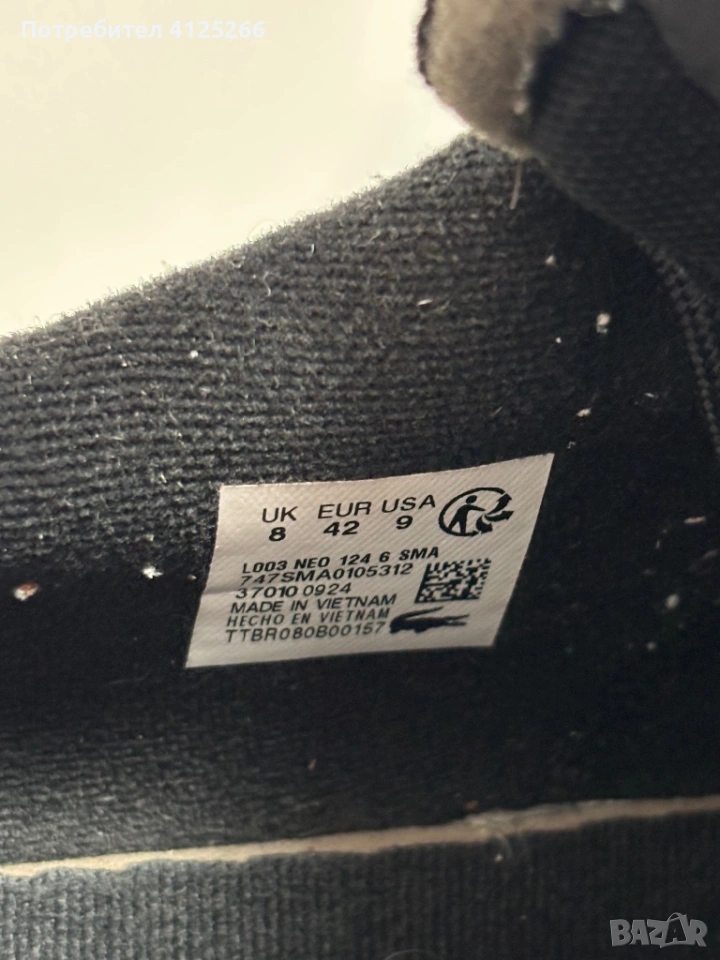 Потребител 4125266
UK EUR USA
8 42 9
L003 NEO 124 6 SMA
747SMA0105312
37010 0924
MADE IN VIETNAM
HECHO EN VIETNAM
TTBR080B00157
BAZAR